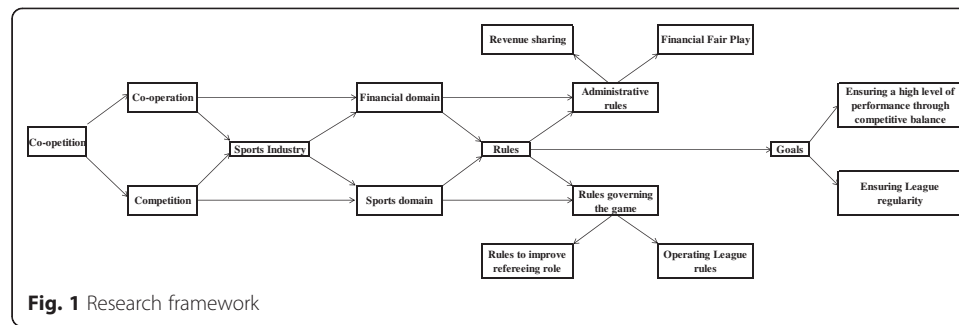 Revenue sharing
Financial Fair Play
Co-operation
Financial domain
Administrative
rules
Ensuring a high level of
performance through
competitive balance
Co-opetition
Sports Industry
Rules
Goals
Competition
Sports domain
Rules governing
the game
Ensuring League
regularity
Rules to improve
refereeing role
Operating League
rules
Fig. 1 Research framework